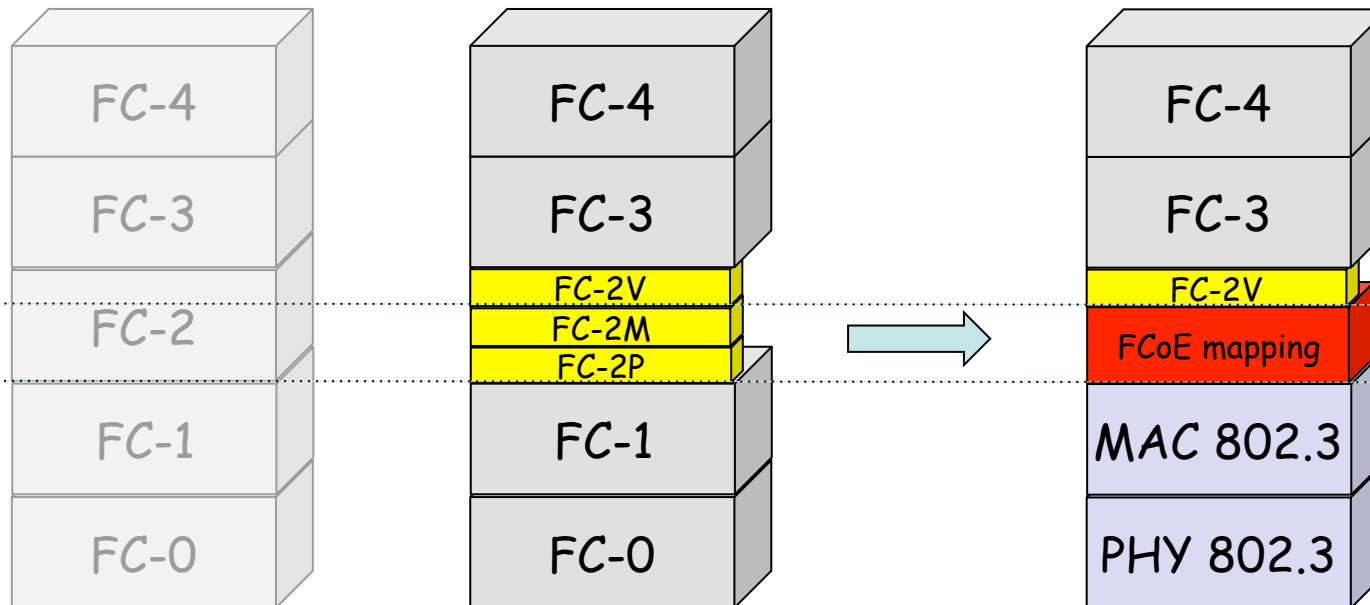 FC-4
FC-3
FC-2
FC-1
FC-0
FC-4
FC-3
FC-2V
FC-2M
FC-2P
FC-1
FC-0
FC-4
FC-3
FC-2V
FCoE mapping
MAC 802.3
PHY 802.3